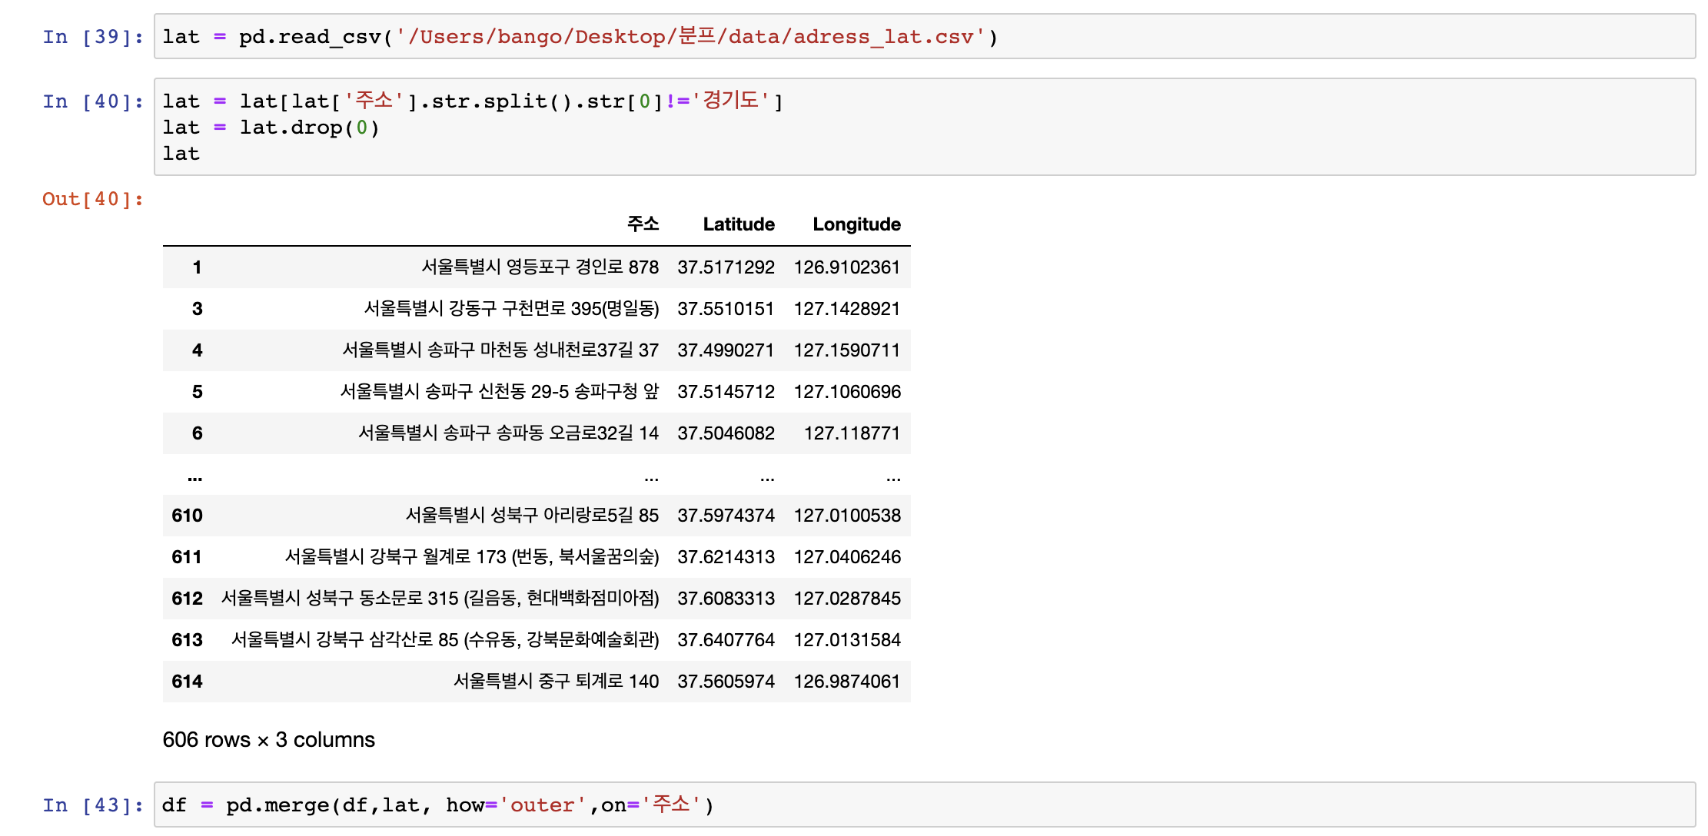 In [39]: lat = pd.read_csv('/Users/bango/Desktop/분프/data/adress_lat.csv')
In [40]: lat = lat[lat['주소'].str.split().str[0]!='경기도']
lat = lat.drop(0)
lat
Out[40]:
주소 Latitude Longitude
1 서울특별시 영등포구 경인로 878 37.5171292 126.9102361
3 서울특별시 강동구 구천면로 395(명일동) 37.5510151 127.1428921
4 서울특별시 송파구 마천동 성내천로37길 37 37.4990271 127.1590711
5 서울특별시 송파구 신천동 29-5 송파구청 앞 37.5145712 127.1060696
6 서울특별시 송파구 송파동 오금로32길 14 37.5046082 127.118771
... ... ... ...
610 서울특별시 성북구 아리랑로5길 85 37.5974374 127.0100538
611 서울특별시 강북구 월계로 173 (번동, 북서울꿈의숲) 37.6214313 127.0406246
612 서울특별시 성북구 동소문로 315 (길음동, 현대백화점미아점) 37.6083313 127.0287845
613 서울특별시 강북구 삼각산로 85 (수유동, 강북문화예술회관) 37.6407764 127.0131584
614 서울특별시 중구 퇴계로 140 37.5605974 126.9874061
606 rows × 3 columns
In [43]: df = pd.merge(df,lat, how='outer',on='주소')